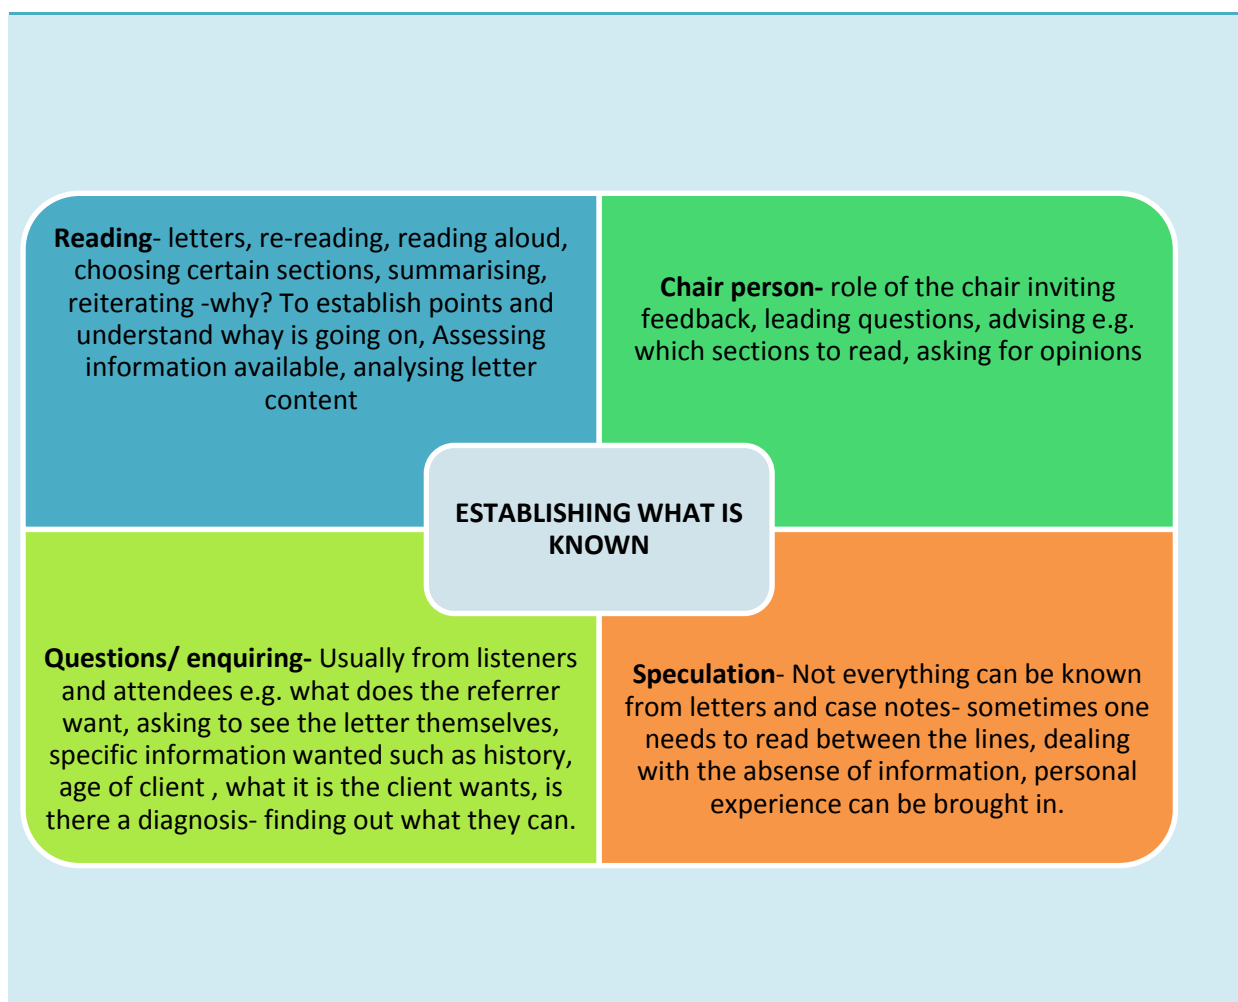 Reading- letters, re-reading, reading aloud,
choosing certain sections, summarising,
reiterating -why? To establish points and
understand whay is going on, Assessing
information available, analysing letter
content
Chair person- role of the chair inviting
feedback, leading questions, advising e.g.
which sections to read, asking for opinions
ESTABLISHING WHAT IS
KNOWN
Questions/ enquiring- Usually from listeners
and attendees e.g. what does the referrer
want, asking to see the letter themselves,
specific information wanted such as history,
age of client , what it is the client wants, is
there a diagnosis- finding out what they can.
Speculation- Not everything can be known
from letters and case notes- sometimes one
needs to read between the lines, dealing
with the absense of information, personal
experience can be brought in.